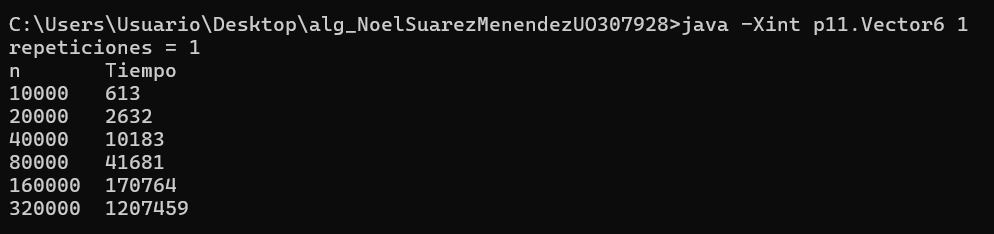 C:\Users\Usuario\Desktop\alg_NoelSuarezMenendezUO307928>java -Xint p11.Vector6 1
repeticiones = 1
n Tiempo
10000 613
20000 2632
40000 10183
80000 41681
160000 170764
320000 1207459